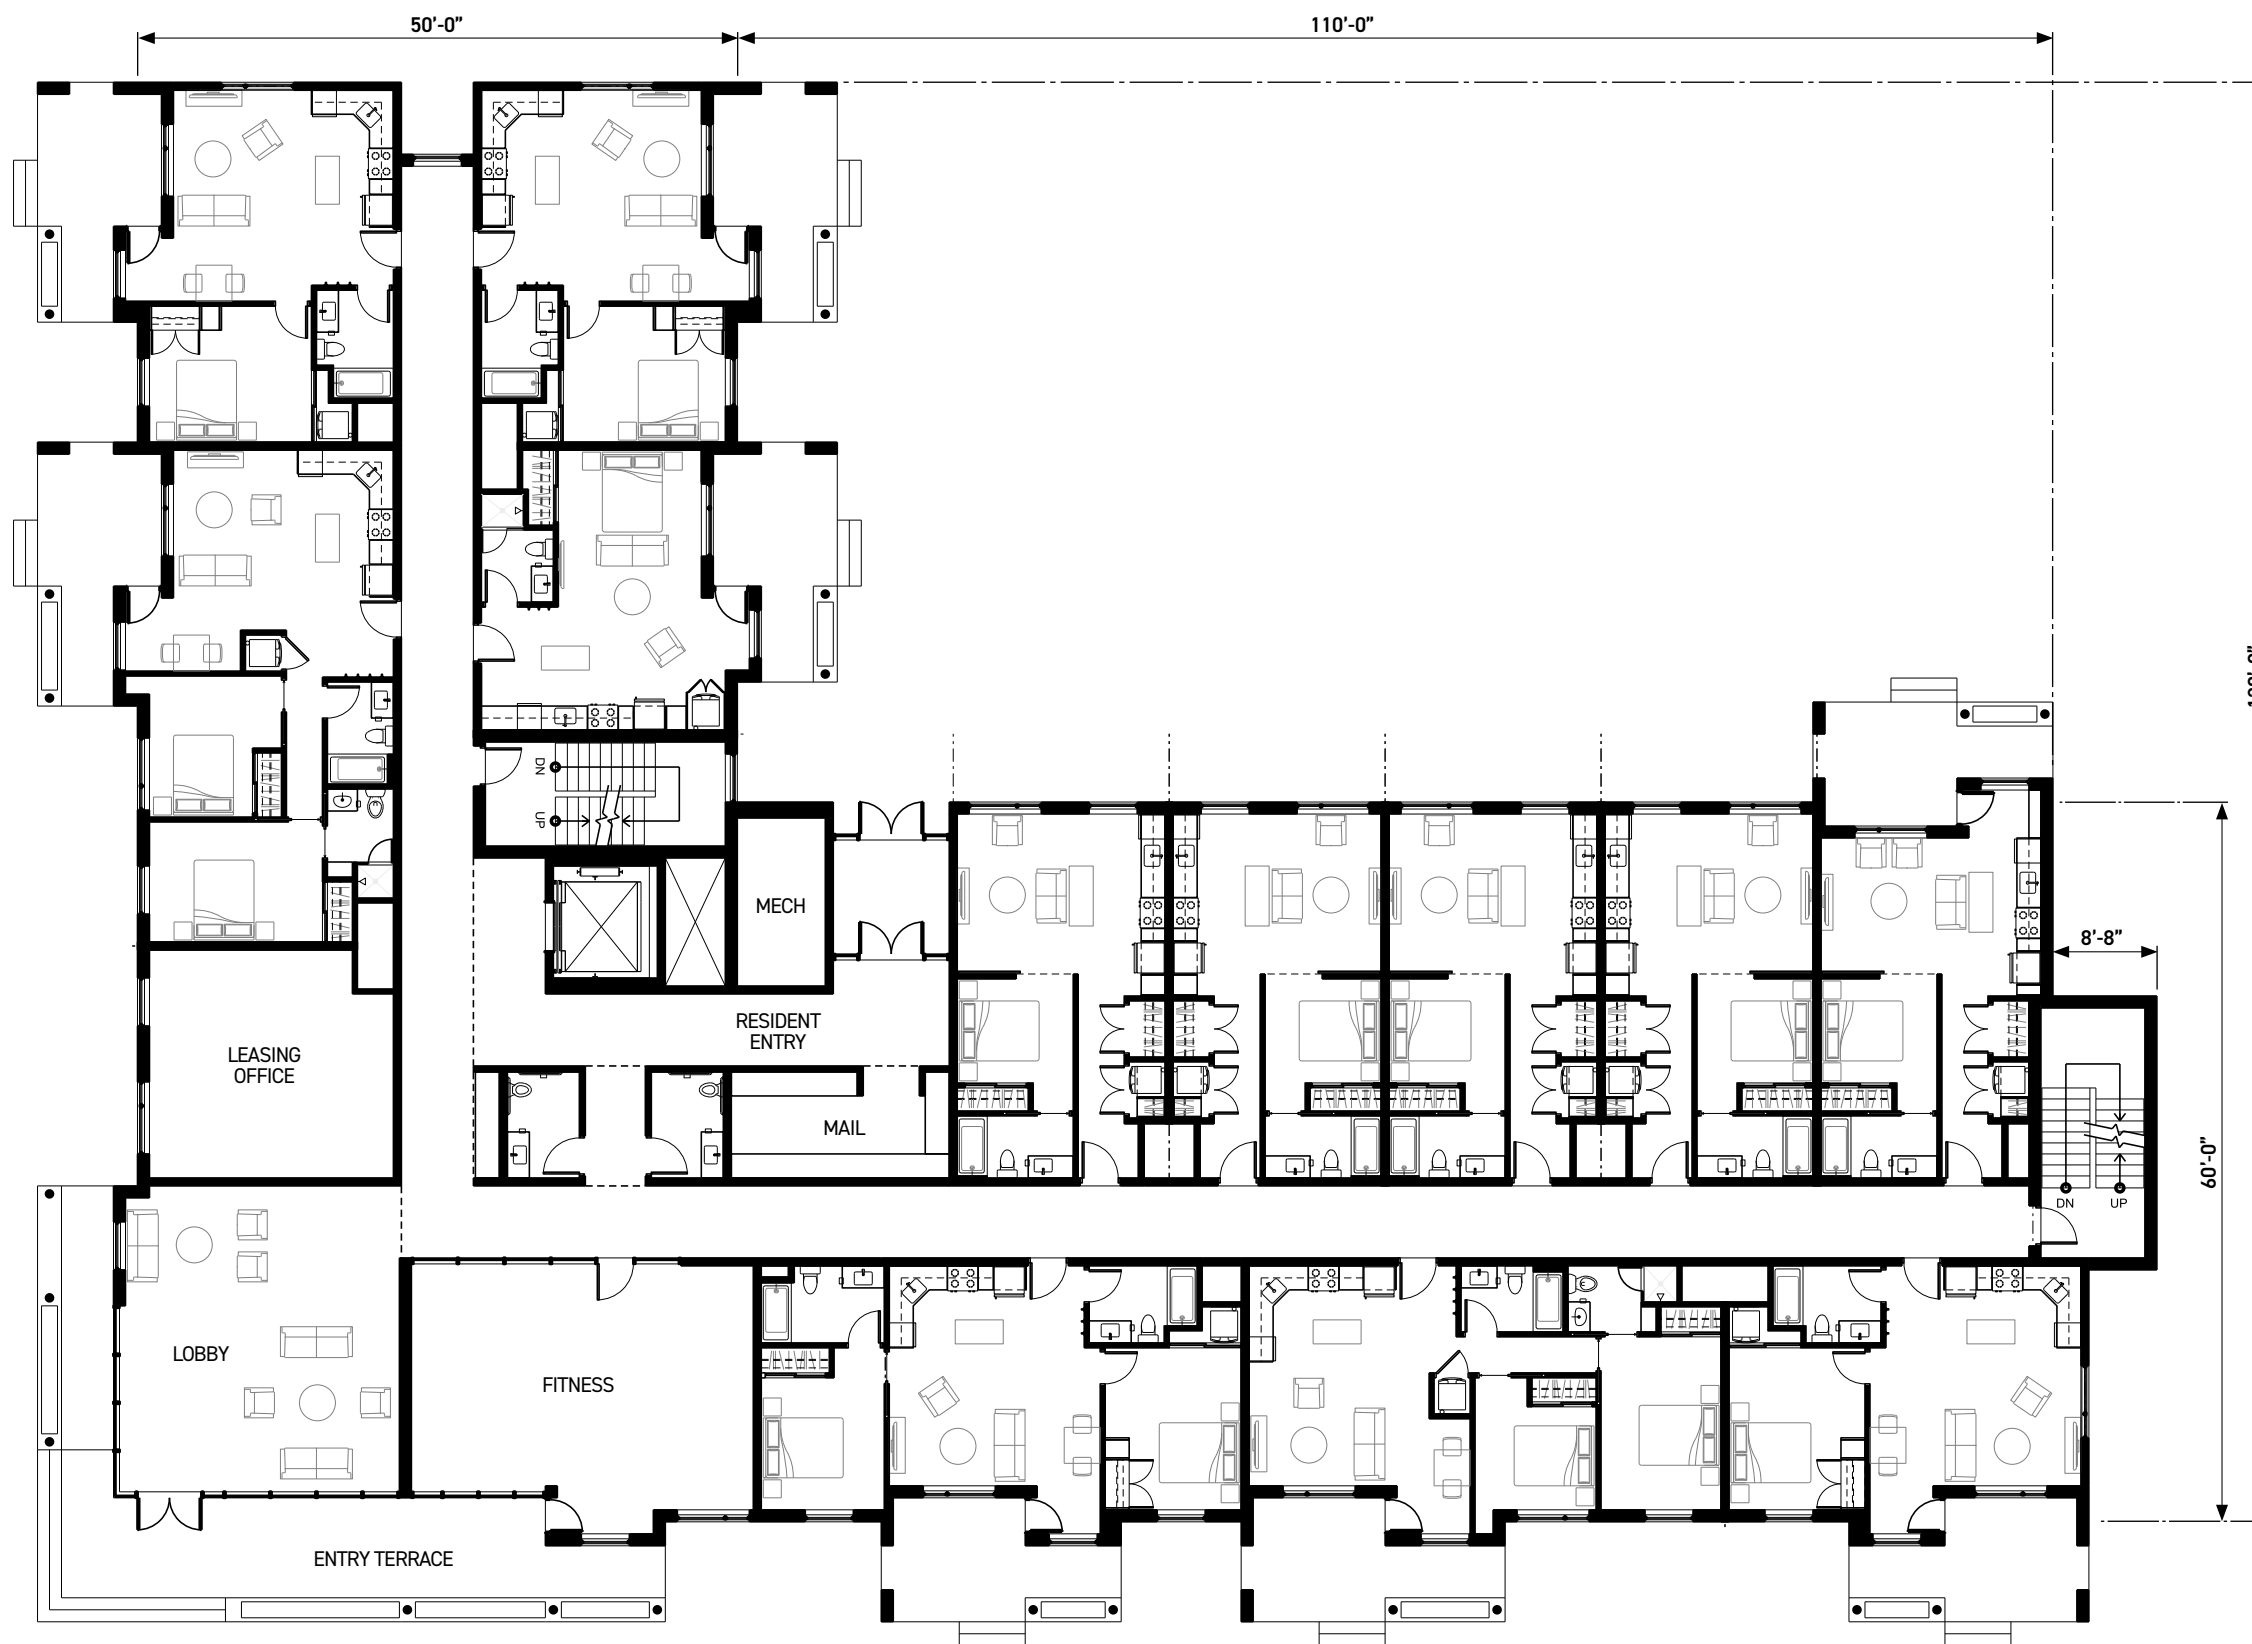 50'-0”
110'-0”
DN
UP
MECH
8'-8”
RESIDENT
ENTRY
LEASING
OFFICE
MAIL
60'-0”
DN
UP
LOBBY
FITNESS
ENTRY TERRACE